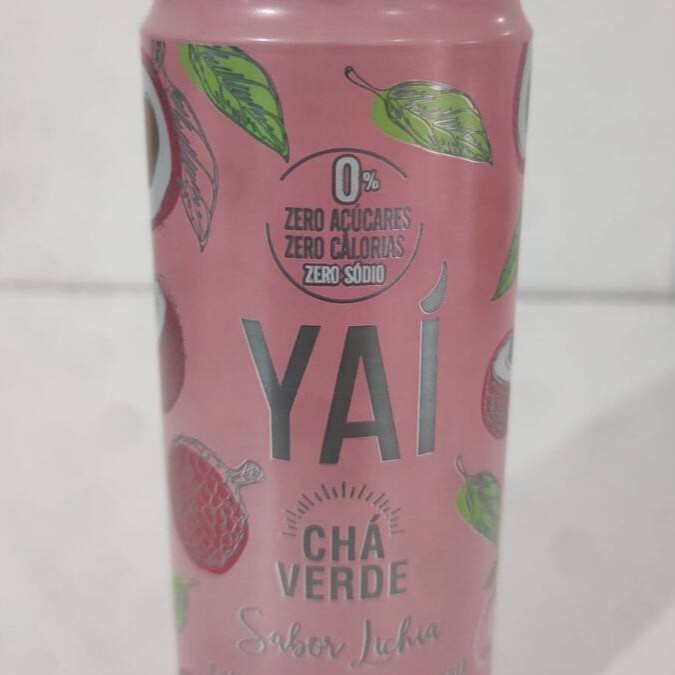 0%
ZERO AÇÚCARES
ZERO CALORIAS
ZERO SÓDIO
YAÍ
CHÁ
VERDE
Sabor Lichia